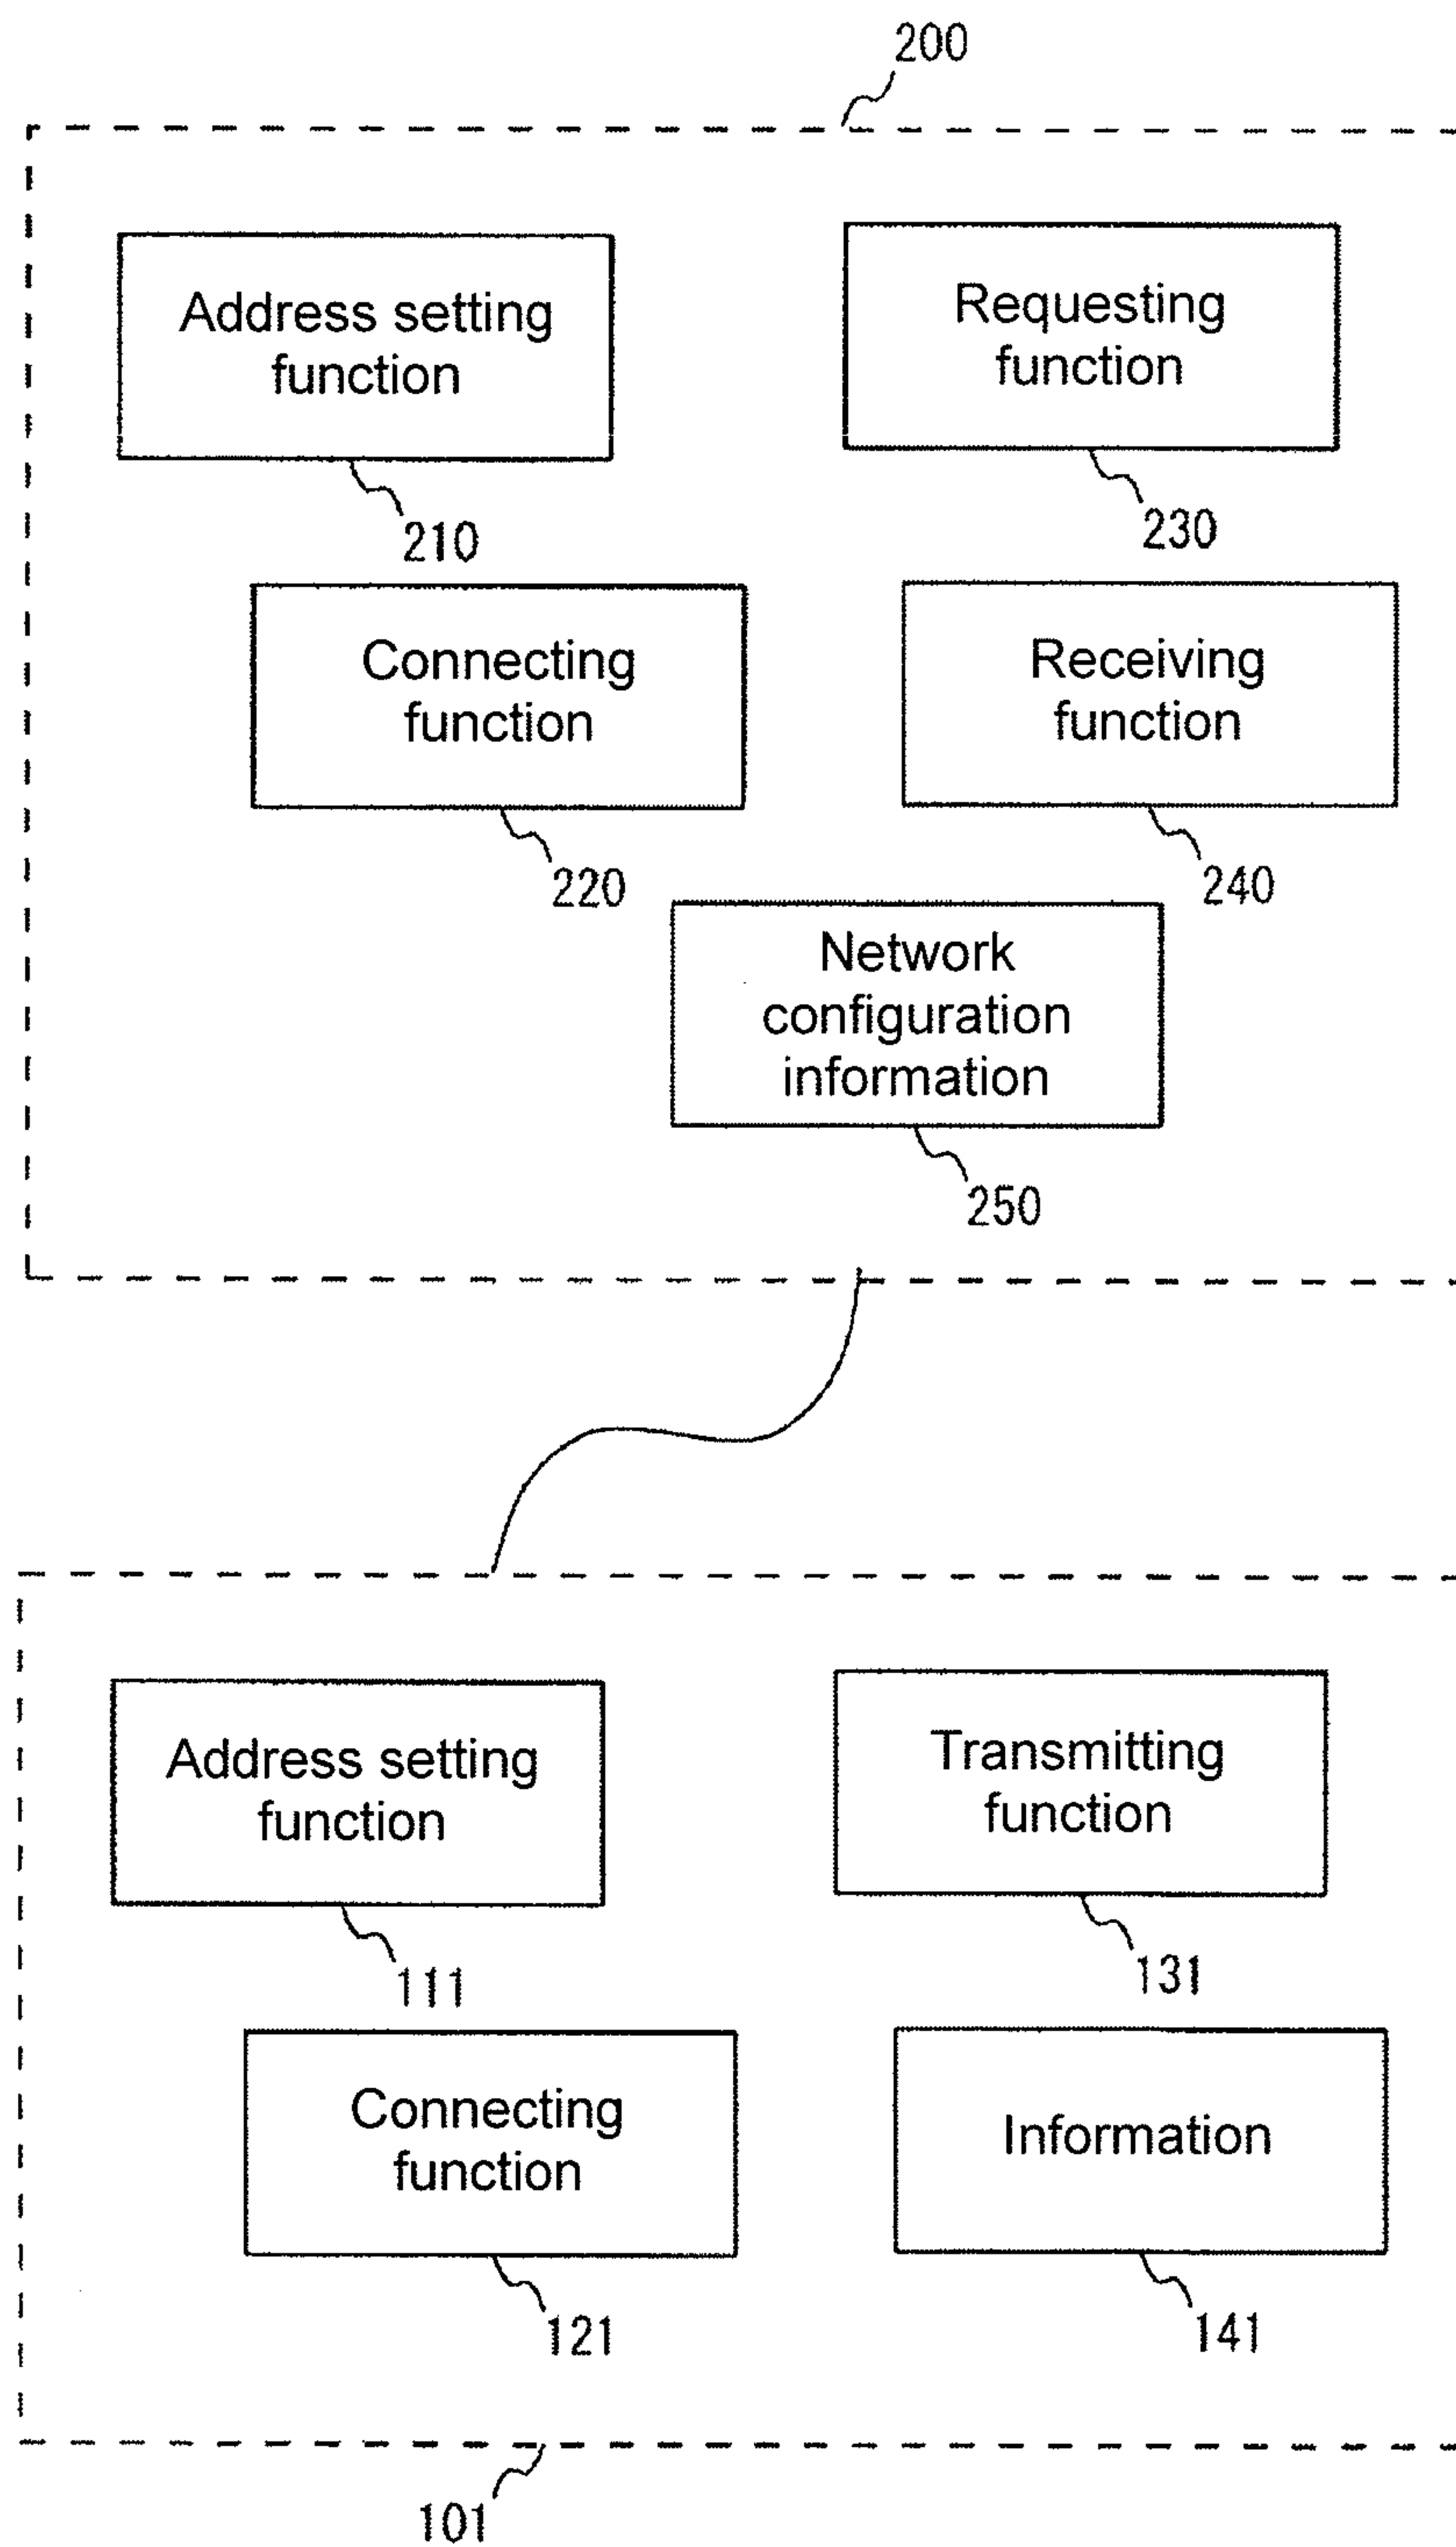 200
Address setting
function
210
Requesting
function
230
Connecting
function
220
Receiving
function
240
Network
configuration
information
250
Address setting
function
111
Transmitting
function
131
Connecting
function
121
Information
141
101